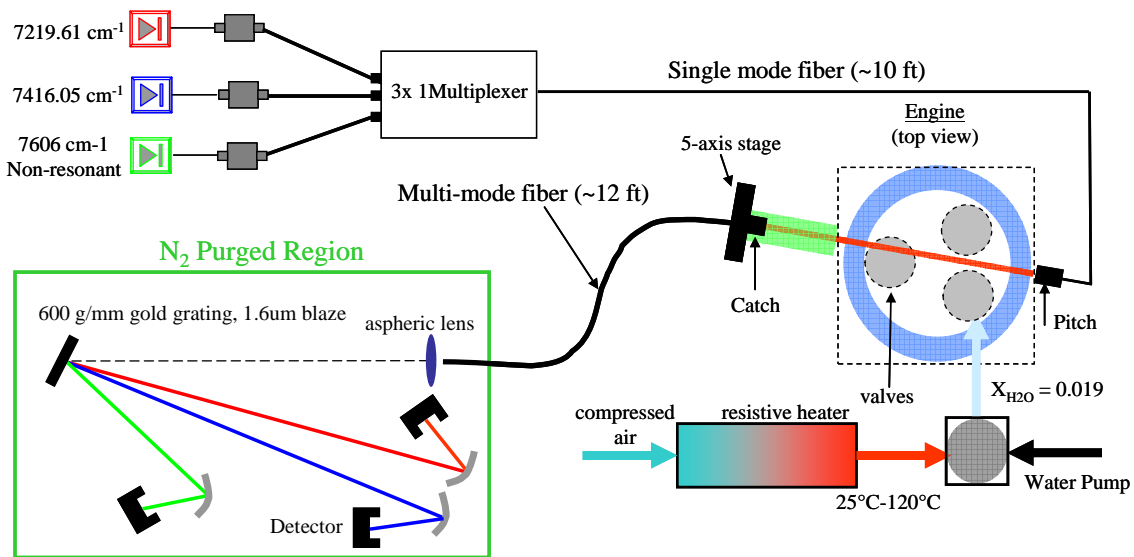 7219.61 cm-1
7416.05 cm-1
7606 cm-1
Non-resonant
3x 1Multiplexer
Single mode fiber (~10 ft)
Engine
(top view)
5-axis stage
Multi-mode fiber (~12 ft)
Catch
Pitch
valves
N2 Purged Region
600 g/mm gold grating, 1.6um blaze
aspheric lens
Detector
XH2O = 0.019
compressed
air
resistive heater
25°C-120°C
Water Pump